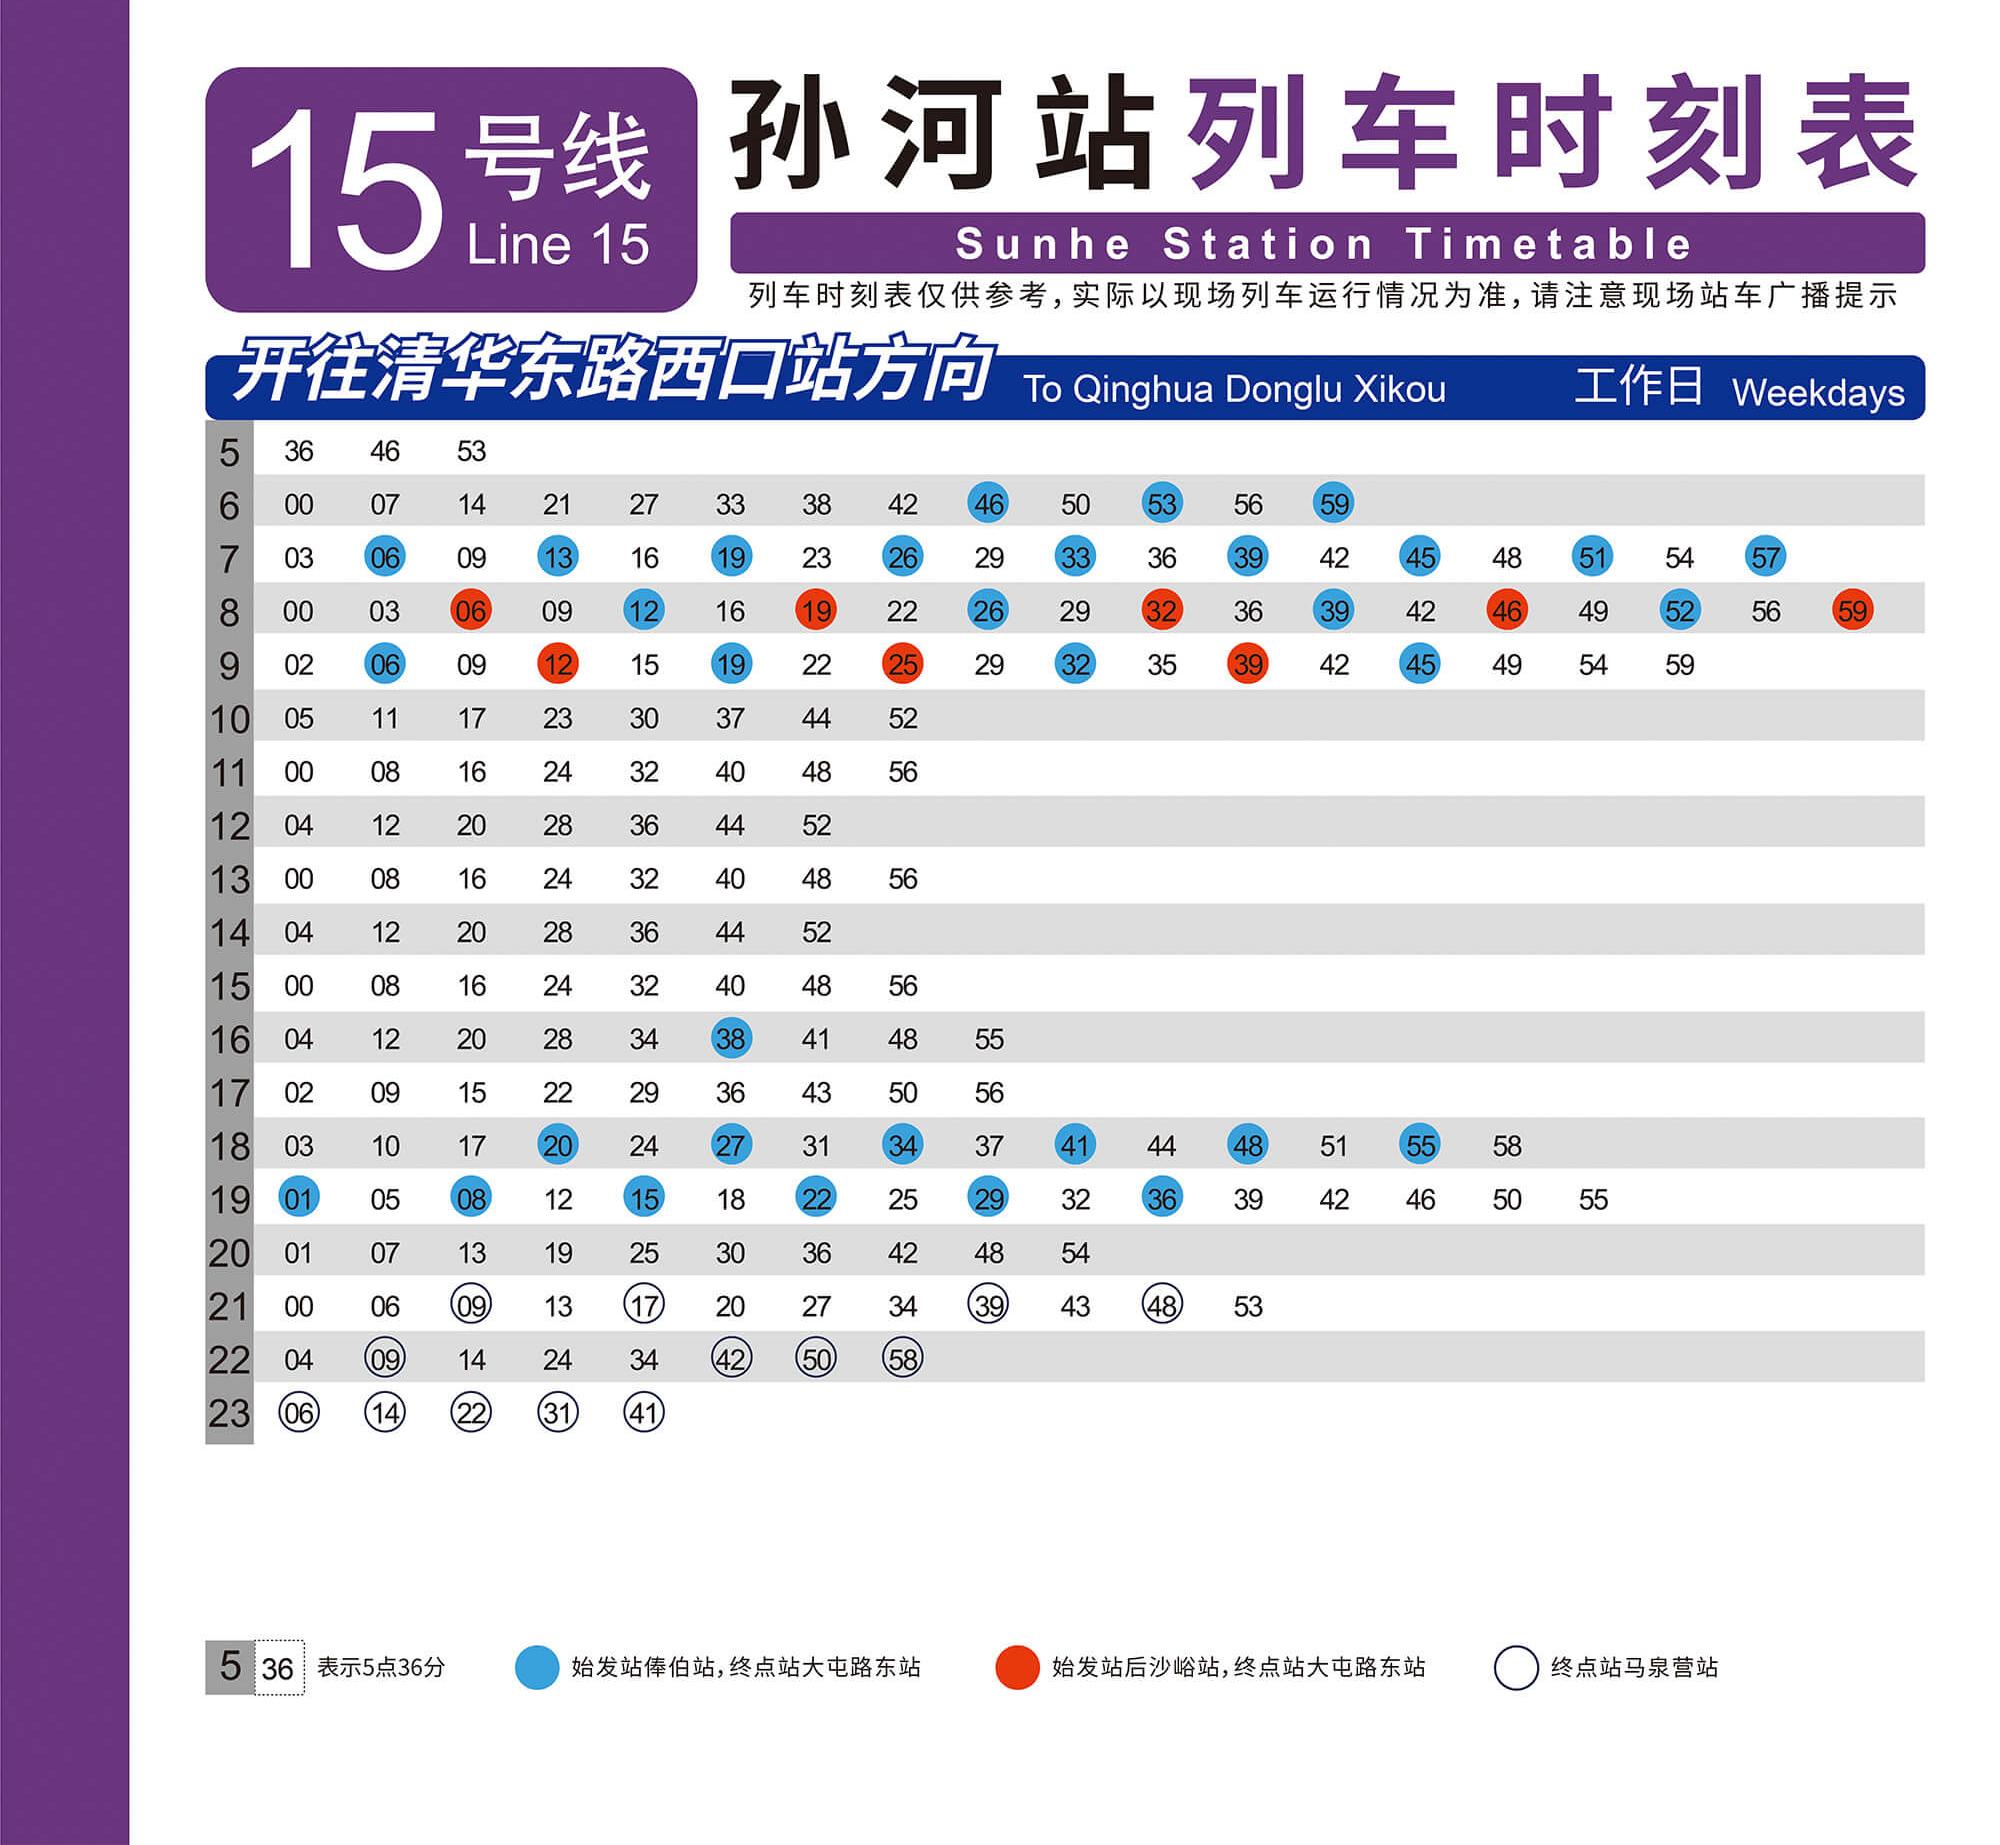 15号线
Line 15
孙河站列车时刻表
Sunhe Station Timetable
列车时刻表仅供参考,实际以现场列车运行情况为准,请注意现场站车广播提示
开往清华东路西口站方向 To Qinghua Donglu Xikou 工作日 Weekdays
5 36 46 53
6 00 07 14 21 27 33 38 42 46 50 53 56 59
7 03 06 09 13 16 19 23 26 29 33 36 39 42 45 48 51 54 57
8 00 03 06 09 12 16 19 22 26 29 32 36 39 42 46 49 52 56 59
9 02 06 09 12 15 19 22 25 29 32 35 39 42 45 49 54 59
10 05 11 17 23 30 37 44 52
11 00 08 16 24 32 40 48 56
12 04 12 20 28 36 44 52
13 00 08 16 24 32 40 48 56
14 04 12 20 28 36 44 52
15 00 08 16 24 32 40 48 56
16 04 12 20 28 34 38 41 48 55
17 02 09 15 22 29 36 43 50 56
18 03 10 17 20 24 27 31 34 37 41 44 48 51 55 58
19 01 05 08 12 15 18 22 25 29 32 36 39 42 46 50 55
20 01 07 13 19 25 30 36 42 48 54
21 00 06 09 13 17 20 27 34 39 43 48 53
22 04 09 14 24 34 42 50 58
23 06 14 22 31 41
5 36 表示5点36分 始发站俸伯站,终点站大屯路东站 始发站后沙峪站,终点站大屯路东站 终点站马泉营站